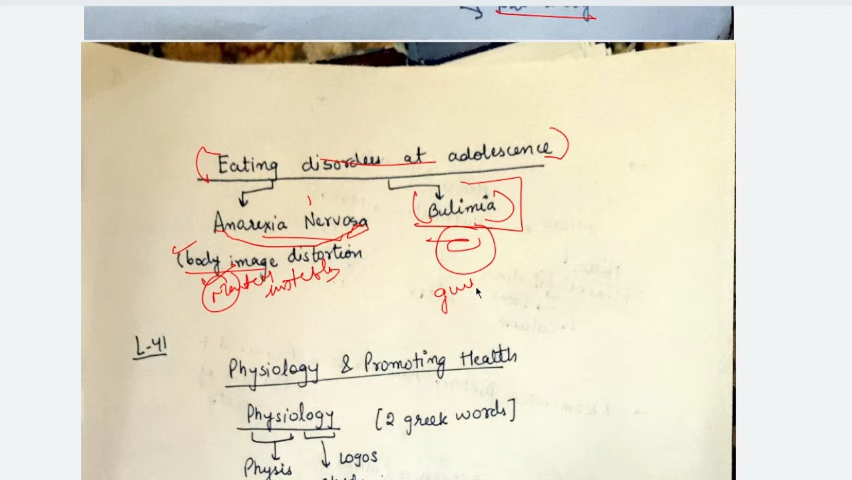 Eating disorders at adolescence
Anarexia Nervosa
Bulimia
(body image distortion
L-41
Physiology & Promoting Health
Physiology [2 greek words]
Physis
Logos